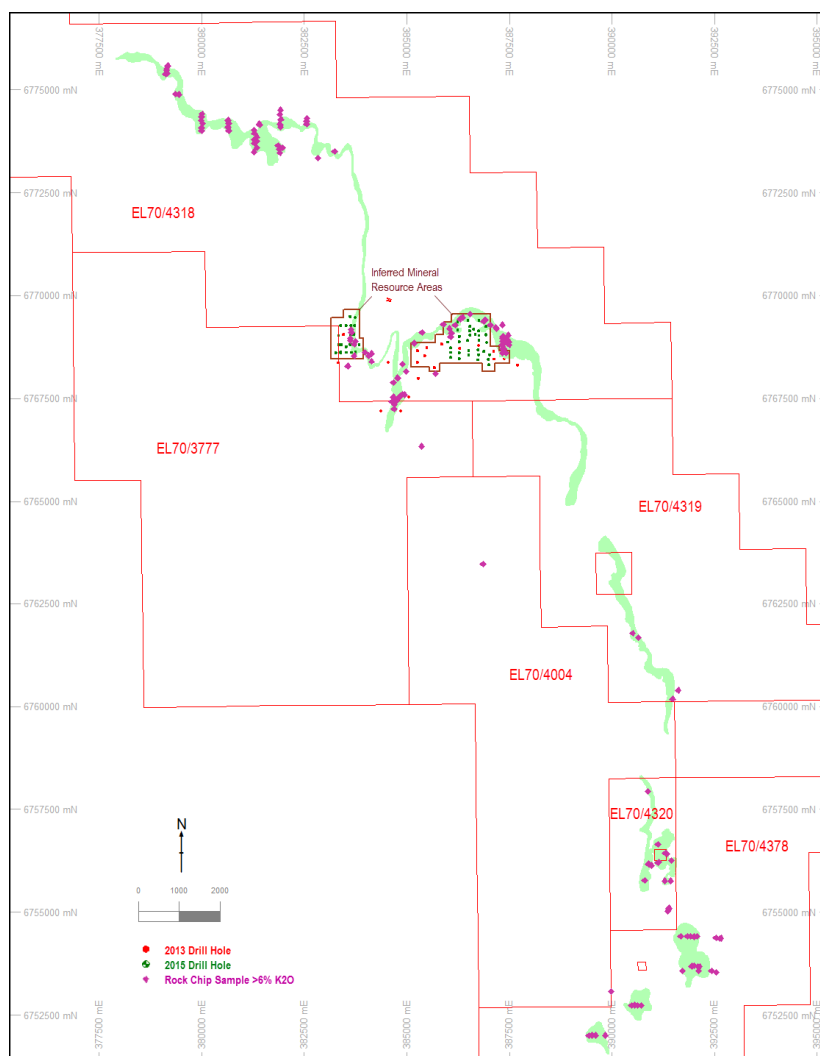 377500 mE
380000 mE
382500 mE
385000 mE
387500 mE
390000 mE
392500 mE
395000 mE
6775000 mN
6775000 mN
6772500 mN
6772500 mN
EL70/4318
Inferred Mineral
Resource Areas
6770000 mN
6770000 mN
6767500 mN
6767500 mN
EL70/3777
6765000 mN
6765000 mN
EL70/4319
6762500 mN
6762500 mN
EL70/4004
6760000 mN
6760000 mN
6757500 mN
6757500 mN
EL70/4320
EL70/4378
N
0
1000
2000
6755000 mN
6755000 mN
2013 Drill Hole
2015 Drill Hole
Rock Chip Sample >6% K2O
6752500 mN
6752500 mN
377500 mE
380000 mE
382500 mE
385000 mE
387500 mE
390000 mE
392500 mE
395000 mE